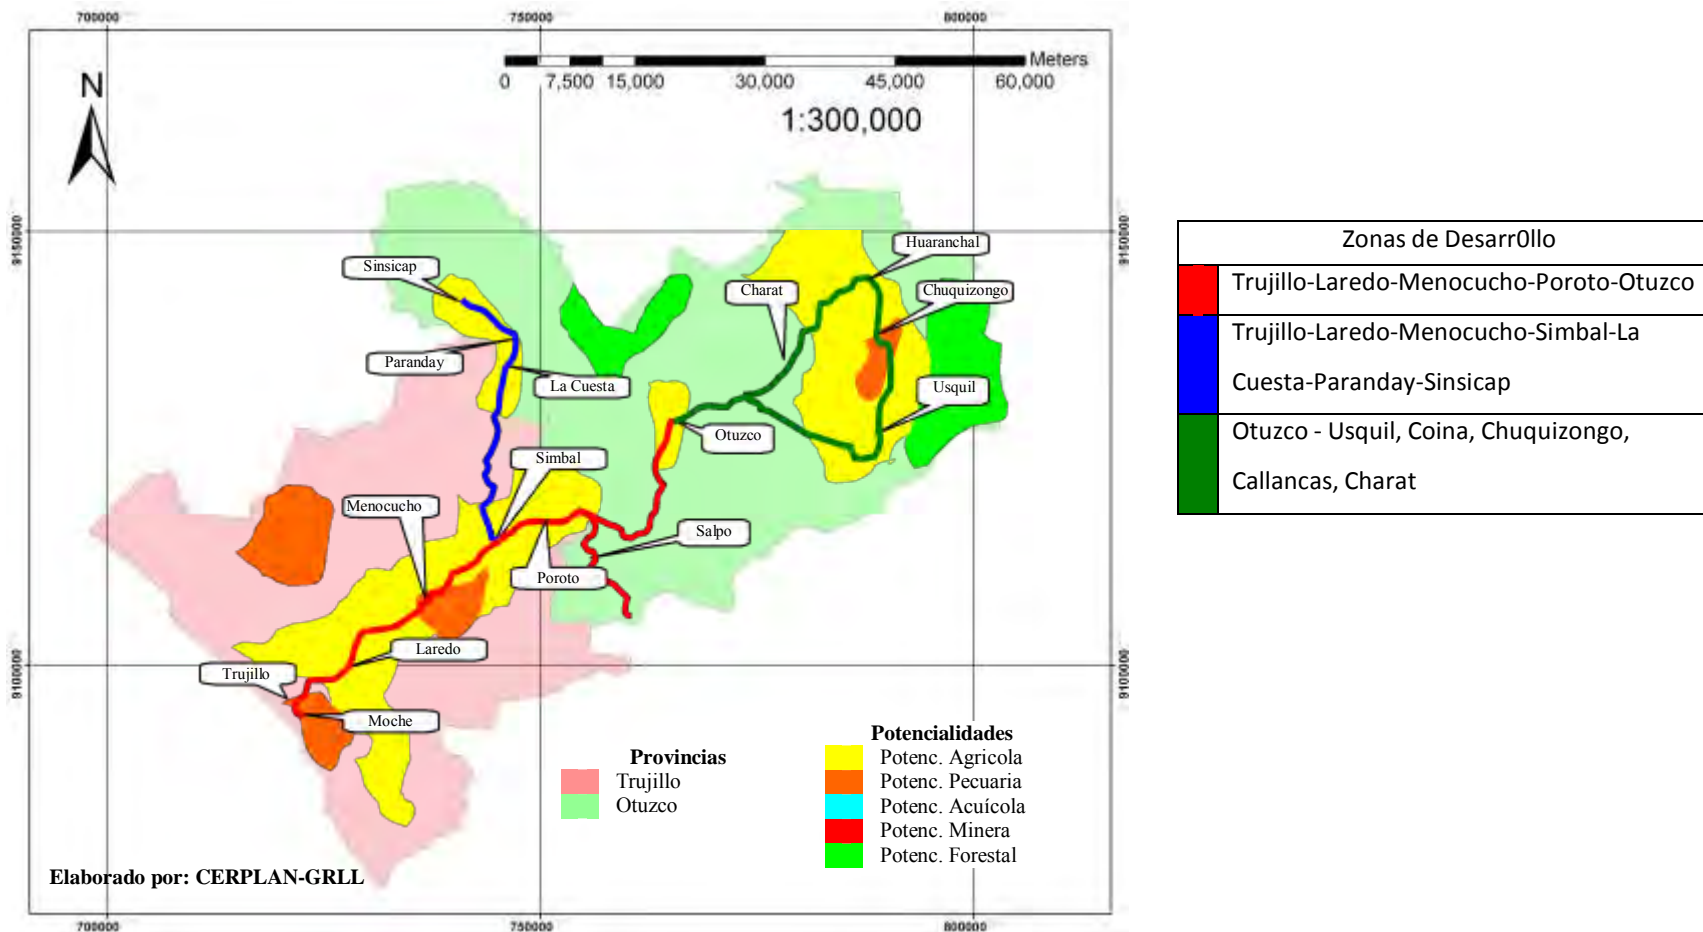 700000
750000
800000
Meters
0
7,500
15,000
30,000
45,000
60,000
N
1:300,000
9150000
9150000
Huaranchal
Sinsicap
Charat
Chuquizongo
Paranday
La Cuesta
Usquil
Otuzco
Simbal
Menocucho
Salpo
Poroto
Laredo
Trujillo
Moche
9100000
9100000
Provincias
Trujillo
Otuzco
Potencialidades
Potenc. Agricola
Potenc. Pecuaria
Potenc. Acuícola
Potenc. Minera
Potenc. Forestal
Elaborado por: CERPLAN-GRLL
700000
750000
800000
Zonas de Desarr0llo
Trujillo-Laredo-Menocucho-Poroto-Otuzco
Trujillo-Laredo-Menocucho-Simbal-La
Cuesta-Paranday-Sinsicap
Otuzco - Usquil, Coina, Chuquizongo,
Callancas, Charat